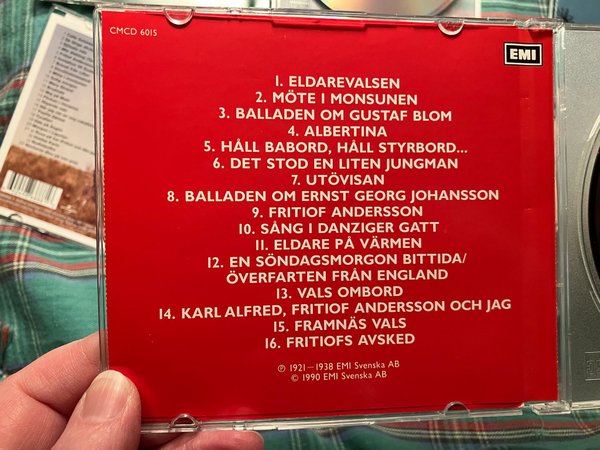 CMCD 6015
EMI
1. ELDAREVALSEN
2. MÖTE I MONSUNEN
3. BALLADEN OM GUSTAF BLOM
4. ALBERTINA
5. HÅLL BABORD, HÅLL STYRBORD...
6. DET STOD EN LITEN JUNGMAN
7. UTÖVISAN
8. BALLADEN OM ERNST GEORG JOHANSSON
9. FRITIOF ANDERSSON
10. SÅNG I DANZIGER GATT
11. ELDARE PÅ VÄRMEN
12. EN SÖNDAGSMORGON BITTIDA/
ÖVERFARTEN FRÅN ENGLAND
13. VALS OMBORD
14. KARL ALFRED, FRITIOF ANDERSSON OCH JAG
15. FRAMNÄS VALS
16. FRITIOFS AVSKED
℗ 1921–1938 EMI Svenska AB
© 1990 EMI Svenska AB